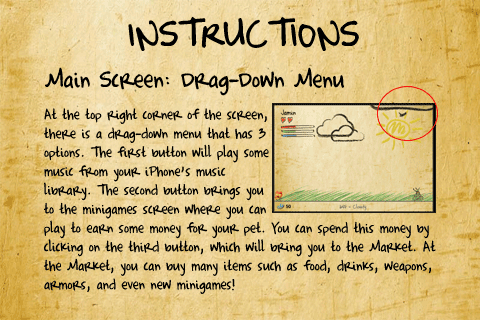 INSTRUCTIONS
Main Screen: Drag-Down Menu
At the top right corner of the screen,
there is a drag-down menu that has 3
options. The first button will play some
music from your iPhone's music
library. The second button brings you
to the minigames screen where you can
play to earn some money for your pet. You can spend this money by
clicking on the third button, which will bring you to the Market. At
the Market, you can buy many items such as food, drinks, weapons,
armors, and even new minigames!
Jamun
50